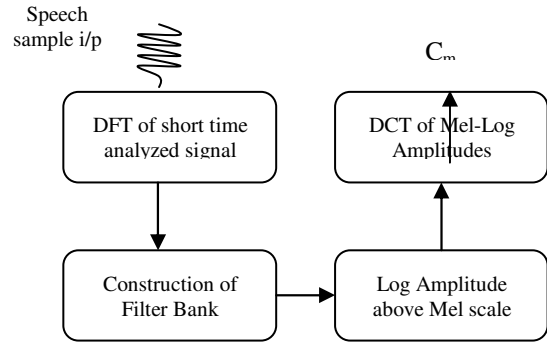 Speech
sample i/p
DFT of short time
analyzed signal
Construction of
Filter Bank
Log Amplitude
above Mel scale
DCT of Mel-Log
Amplitudes
Cm